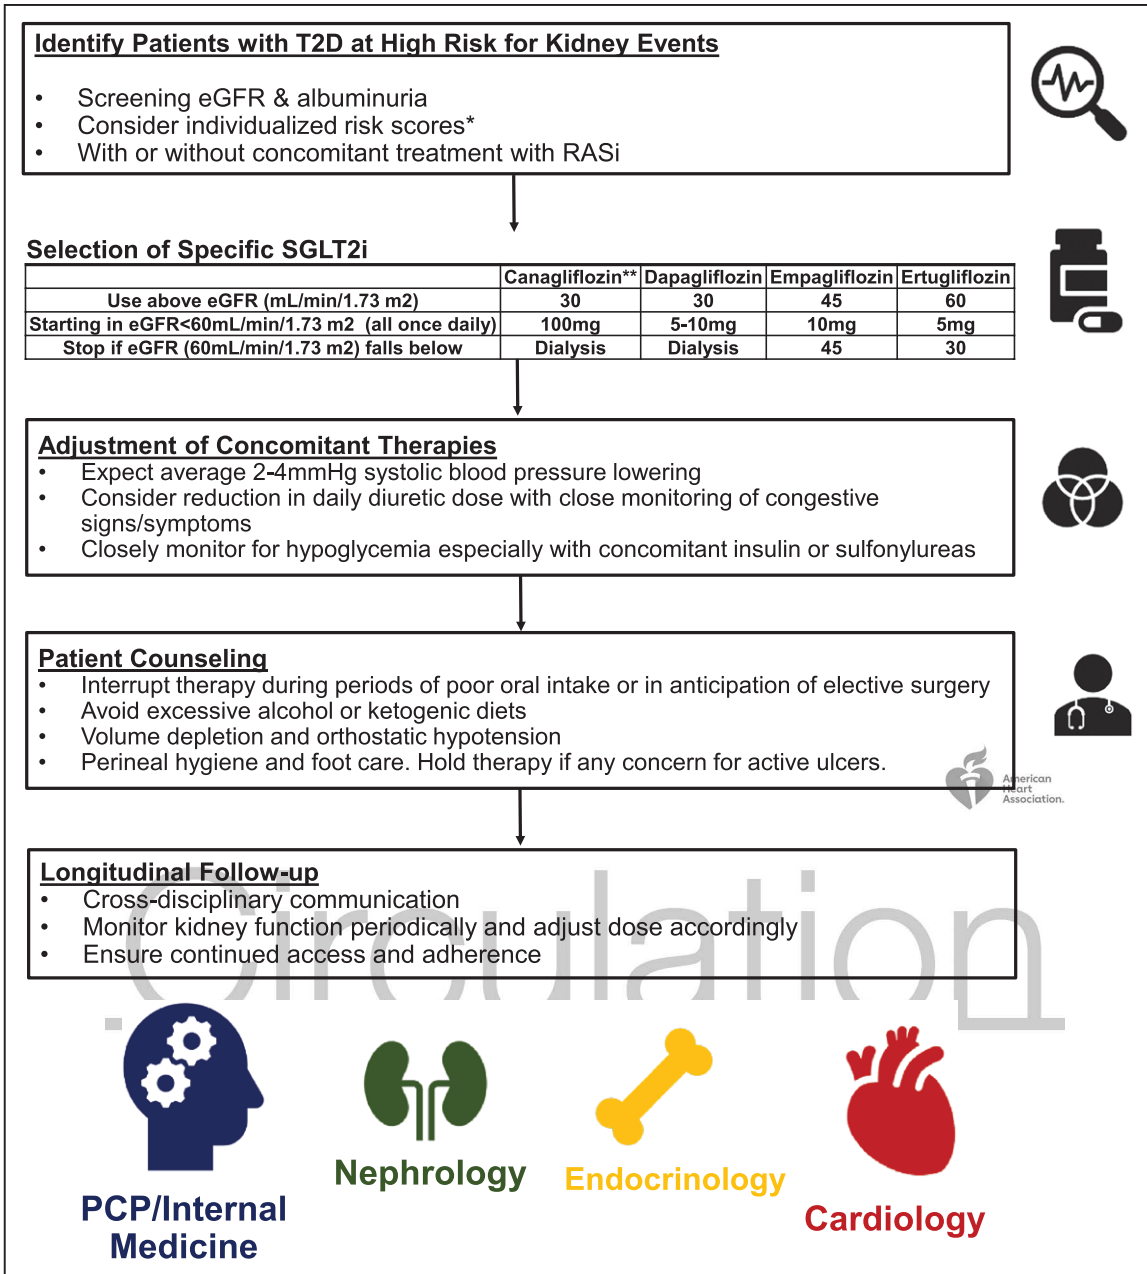 Identify Patients with T2D at High Risk for Kidney Events
• Screening eGFR & albuminuria
• Consider individualized risk scores*
• With or without concomitant treatment with RASi
Selection of Specific SGLT2i
Canagliflozin** Dapagliflozin Empagliflozin Ertugliflozin
Use above eGFR (mL/min/1.73 m2) 30 30 45 60
Starting in eGFR<60mL/min/1.73 m2 (all once daily) 100mg 5-10mg 10mg 5mg
Stop if eGFR (60mL/min/1.73 m2) falls below Dialysis Dialysis 45 30
Adjustment of Concomitant Therapies
• Expect average 2-4mmHg systolic blood pressure lowering
• Consider reduction in daily diuretic dose with close monitoring of congestive
signs/symptoms
• Closely monitor for hypoglycemia especially with concomitant insulin or sulfonylureas
Patient Counseling
• Interrupt therapy during periods of poor oral intake or in anticipation of elective surgery
• Avoid excessive alcohol or ketogenic diets
• Volume depletion and orthostatic hypotension
• Perineal hygiene and foot care. Hold therapy if any concern for active ulcers.
American
Heart
Association.
Longitudinal Follow-up
• Cross-disciplinary communication
• Monitor kidney function periodically and adjust dose accordingly
• Ensure continued access and adherence
Circulation
PCP/Internal
Medicine
Nephrology
Endocrinology
Cardiology